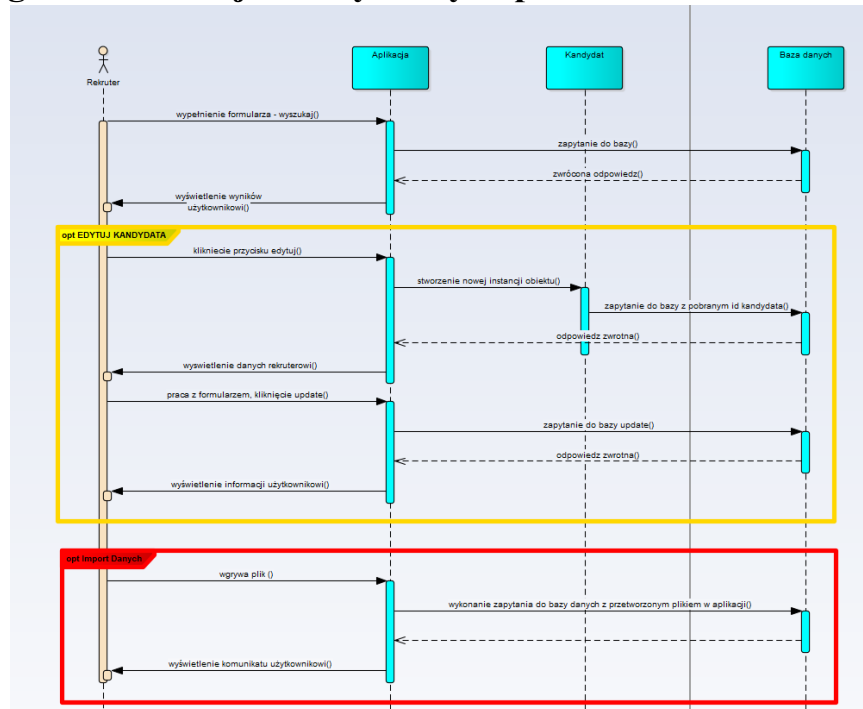 Aplikacja Kandydat Baza danych
Rekruter
wypełnienie formularza - wyszukaj()
zapytanie do bazy()
zwrócona odpowiedz()
wyświetlenie wyników
użytkownikowi()
opt EDYTUJ KANDYDATA
klikniecie przycisku edytuj()
stworzenie nowej instancji obiektu()
zapytanie do bazy z pobranym id kandydata()
odpowiedz zwrotna()
wyswietlenie danych rekruterowi()
praca z formularzem, kliknięcie update()
zapytanie do bazy update()
odpowiedz zwrotna()
wyświetlenie informacji użytkownikowi()
opt import Danych
wgrywa plik ()
wykonanie zapytania do bazy danych z przetworzonym plikiem w aplikacji()
wyświetlenie komunikatu użytkownikowi()